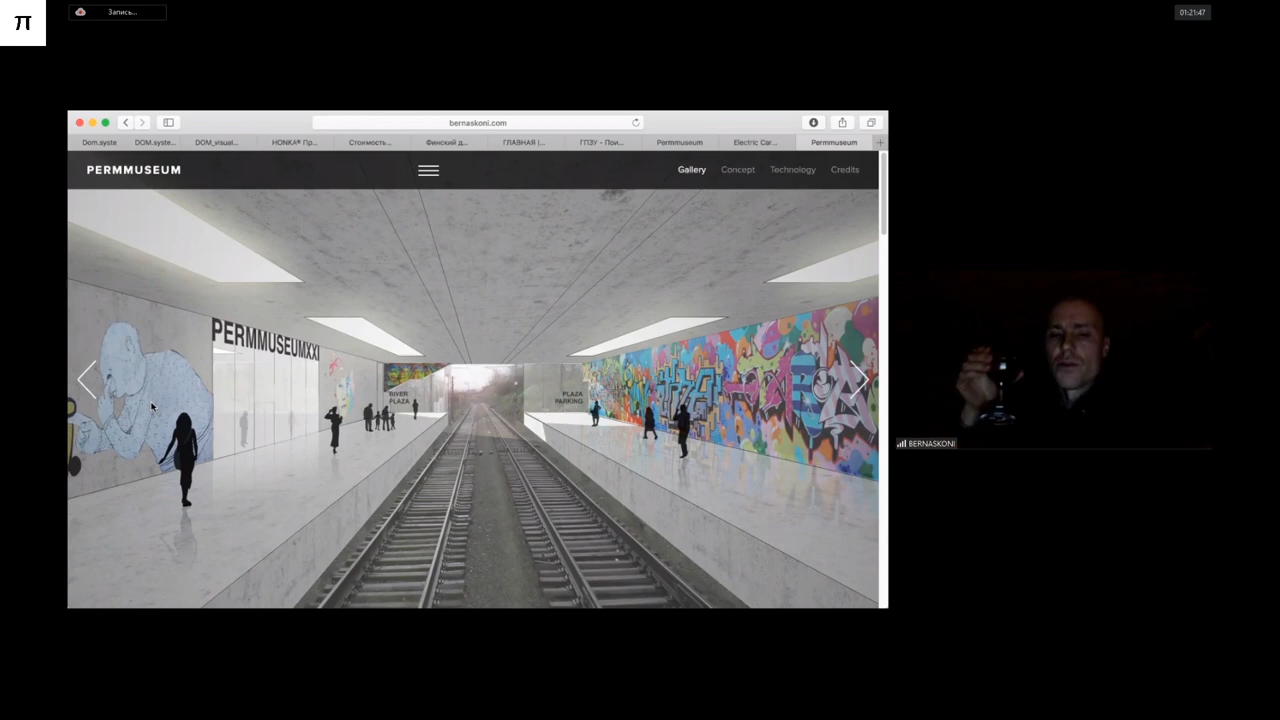 π
Запись...
01:21:47
bernaskoni.com
Dom.syste
DOM.syste...
DOM_visual...
HONKA® Пр...
Стоимость...
Финский д...
ГЛАВНАЯ |...
ГПЗУ - Пои...
Permmuseum
Electric Car...
Permmuseum
PERMMUSEUM
Gallery
Concept
Technology
Credits
PERMMUSEUMXXI
RIVER
PLAZA
PLAZA
PARKING
BERNASKONI